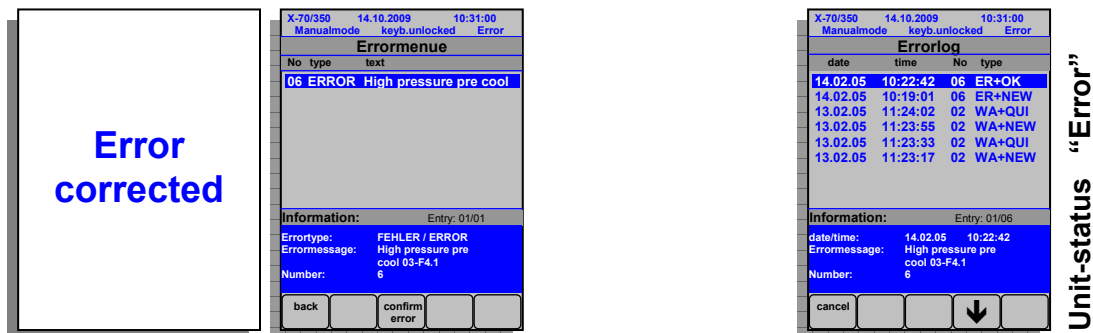 Error
corrected
X-70/350 14.10.2009 10:31:00
Manualmode keyb.unlocked Error
Errormenue
No type text
06 ERROR High pressure pre cool
Information: Entry: 01/01
Errortype: FEHLER / ERROR
Errormessage: High pressure pre
cool 03-F4.1
Number: 6
back confirm
error
X-70/350 14.10.2009 10:31:00
Manualmode keyb.unlocked Error
Errorlog
date time No type
14.02.05 10:22:42 06 ER+OK
14.02.05 10:19:01 06 ER+NEW
13.02.05 11:24:02 02 WA+QUI
13.02.05 11:23:55 02 WA+NEW
13.02.05 11:23:33 02 WA+QUI
13.02.05 11:23:17 02 WA+NEW
Information: Entry: 01/06
date/time: 14.02.05 10:22:42
Errormessage: High pressure pre
cool 03-F4.1
Number: 6
cancel
Unit-status “Error”